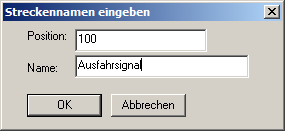 Streckennamen eingeben
Position: 100
Name: Ausfahrsignal
OK Abbrechen